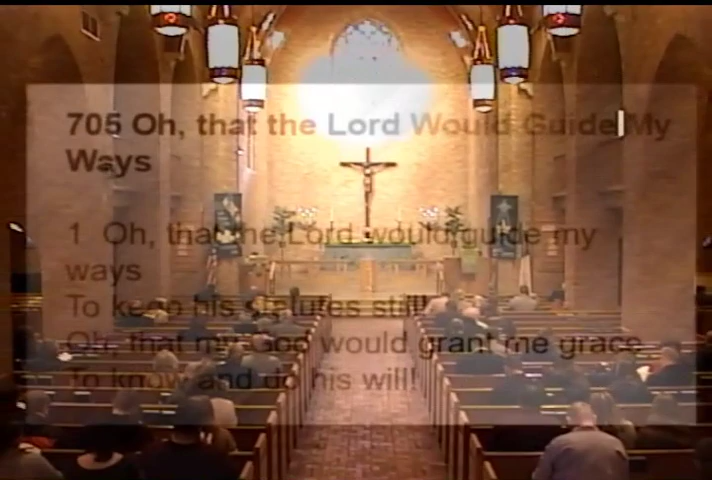 705 Oh, that the Lord Would Guide My
Ways
1 Oh, that the Lord would guide my
ways
To keep his statutes still!
Oh, that my God would grant me grace
To know and do his will!